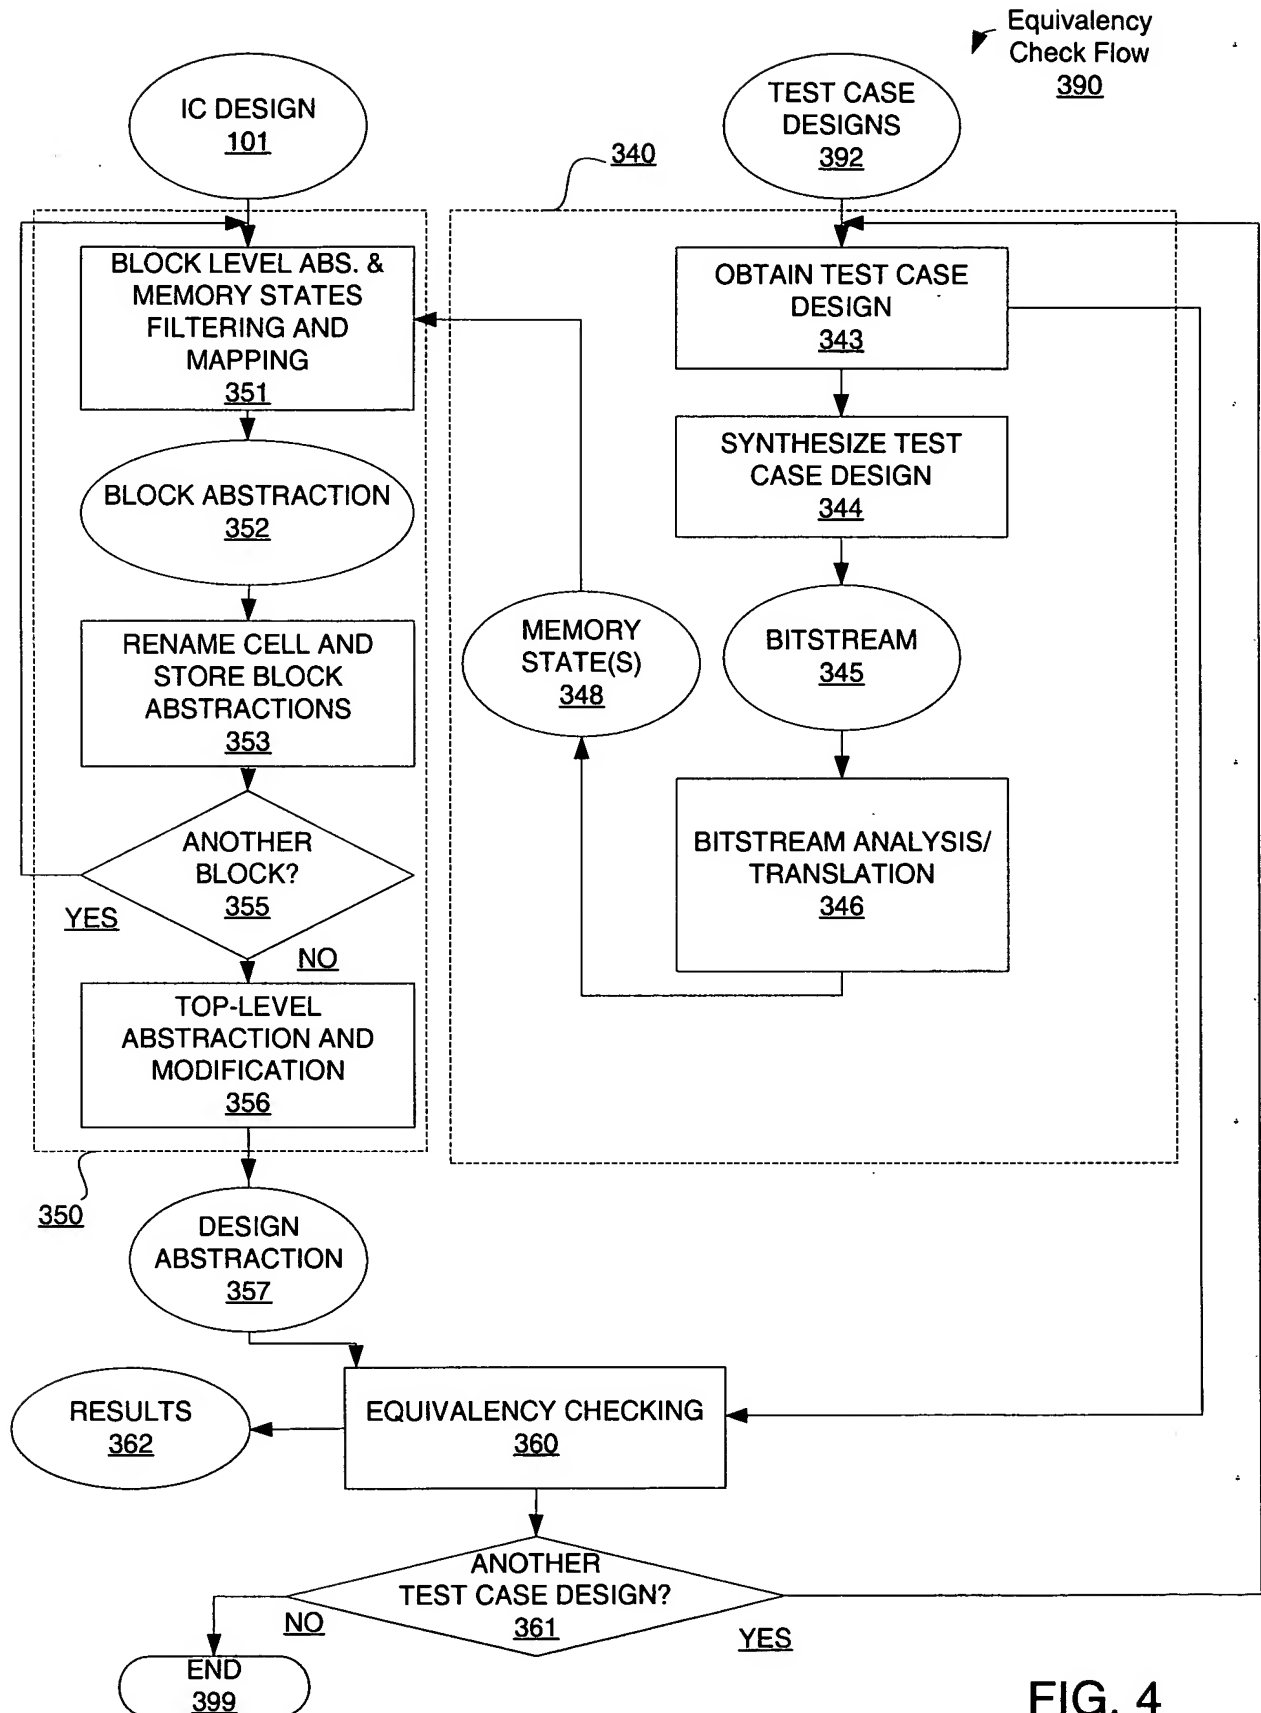 Equivalency
Check Flow
390
IC DESIGN
101
TEST CASE
DESIGNS
392
340
BLOCK LEVEL ABS. &
MEMORY STATES
FILTERING AND
MAPPING
351
OBTAIN TEST CASE
DESIGN
343
BLOCK ABSTRACTION
352
SYNTHESIZE TEST
CASE DESIGN
344
RENAME CELL AND
STORE BLOCK
ABSTRACTIONS
353
MEMORY
STATE(S)
348
BITSTREAM
345
ANOTHER
BLOCK?
355
YES
NO
BITSTREAM ANALYSIS/
TRANSLATION
346
TOP-LEVEL
ABSTRACTION AND
MODIFICATION
356
350
DESIGN
ABSTRACTION
357
RESULTS
362
EQUIVALENCY CHECKING
360
ANOTHER
TEST CASE DESIGN?
361
NO
YES
END
399
FIG. 4